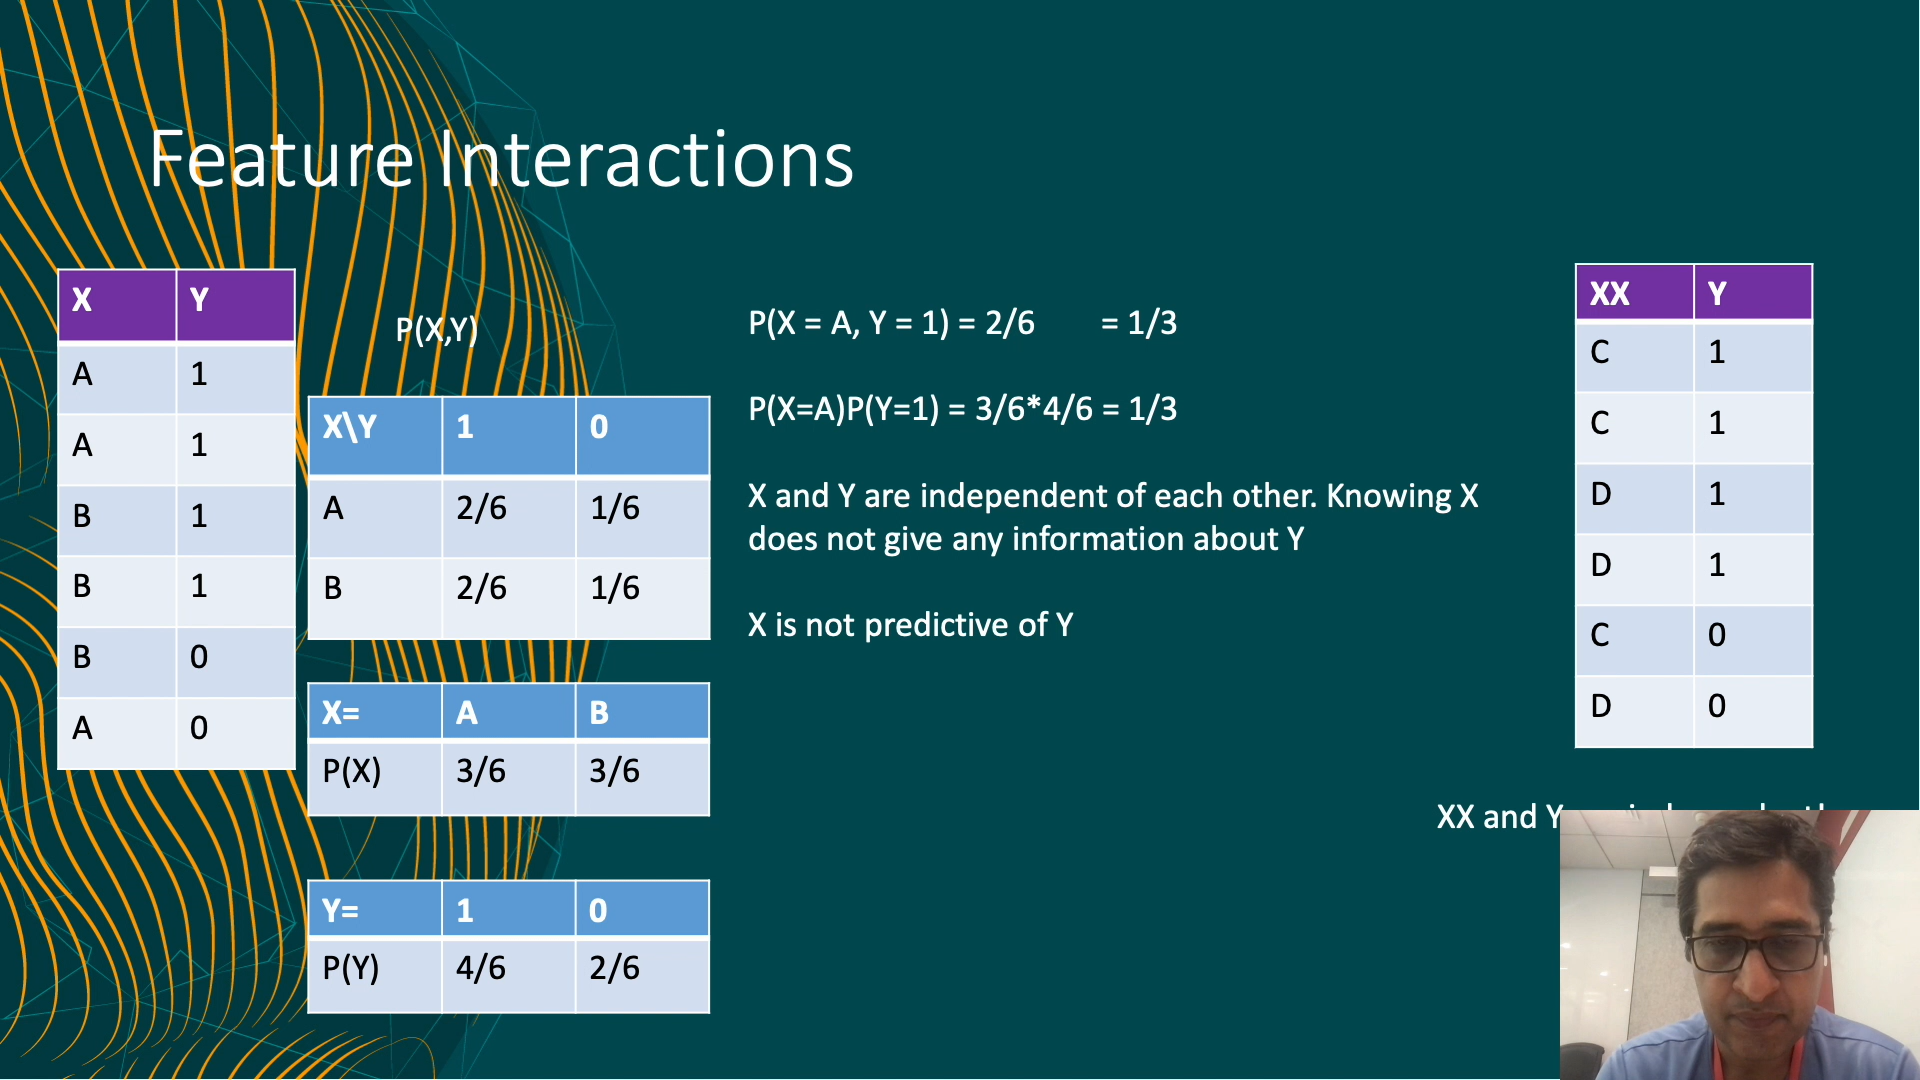 Feature Interactions
X Y
A 1
A 1
B 1
B 1
B 0
A 0
P(X,Y)
X\Y 1 0
A 2/6 1/6
B 2/6 1/6
X= A B
P(X) 3/6 3/6
Y= 1 0
P(Y) 4/6 2/6
P(X = A, Y = 1) = 2/6 = 1/3
P(X=A)P(Y=1) = 3/6*4/6 = 1/3
X and Y are independent of each other. Knowing X
does not give any information about Y
X is not predictive of Y
XX Y
C 1
C 1
D 1
D 1
C 0
D 0
XX and Y